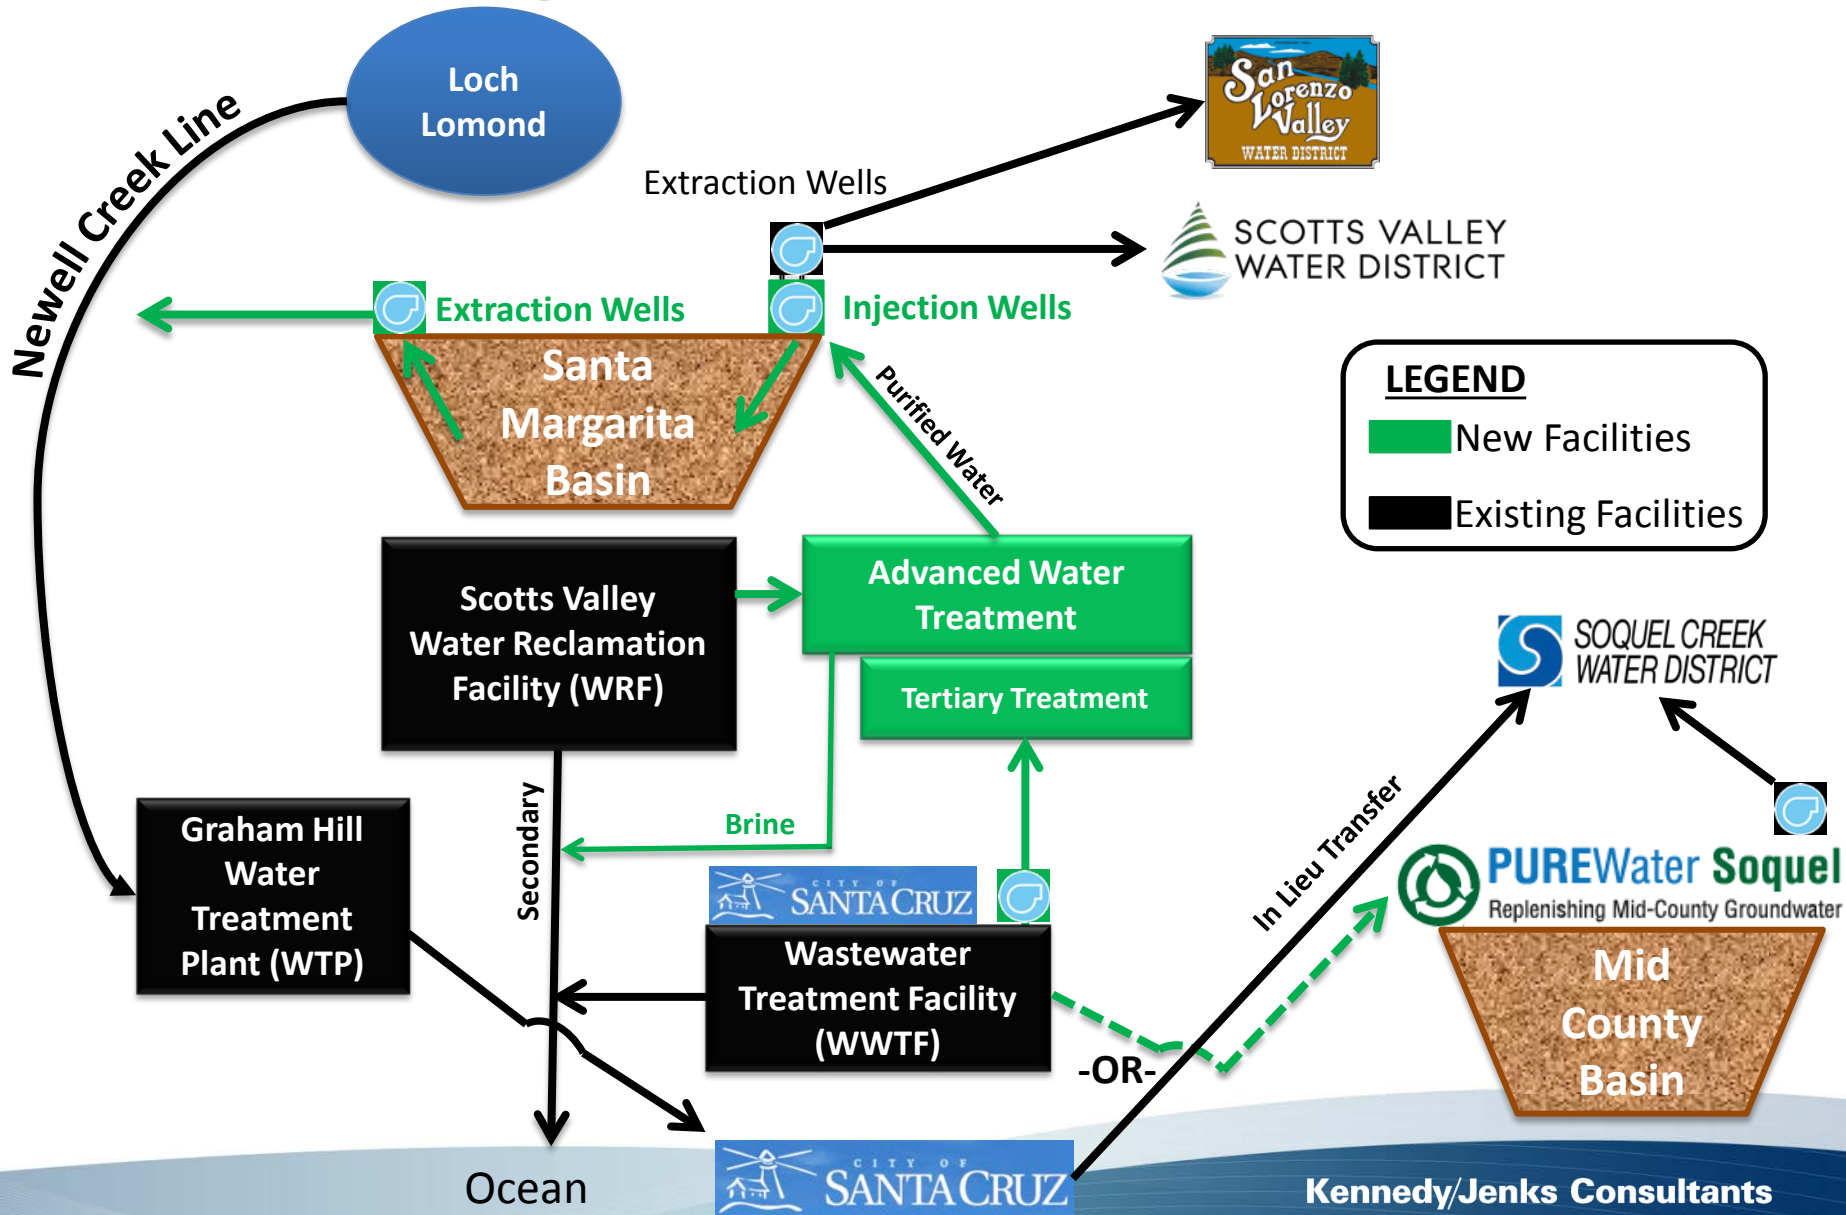 Loch
Lomond
Newell Creek Line
San
Lorenzo
Valley
WATER DISTRICT
Extraction Wells
SCOTTS VALLEY
WATER DISTRICT
Extraction Wells
Injection Wells
Santa
Margarita
Basin
Purified Water
LEGEND
New Facilities
Existing Facilities
Scotts Valley
Water Reclamation
Facility (WRF)
Advanced Water
Treatment
Tertiary Treatment
SOQUEL CREEK
WATER DISTRICT
Secondary
Brine
Graham Hill
Water
Treatment
Plant (WTP)
CITY OF
SANTA CRUZ
Wastewater
Treatment Facility
(WWTF)
In Lieu Transfer
-OR-
PUREWater Soquel
Replenishing Mid-County Groundwater
Mid
County
Basin
Ocean
CITY OF
SANTA CRUZ
Kennedy/Jenks Consultants